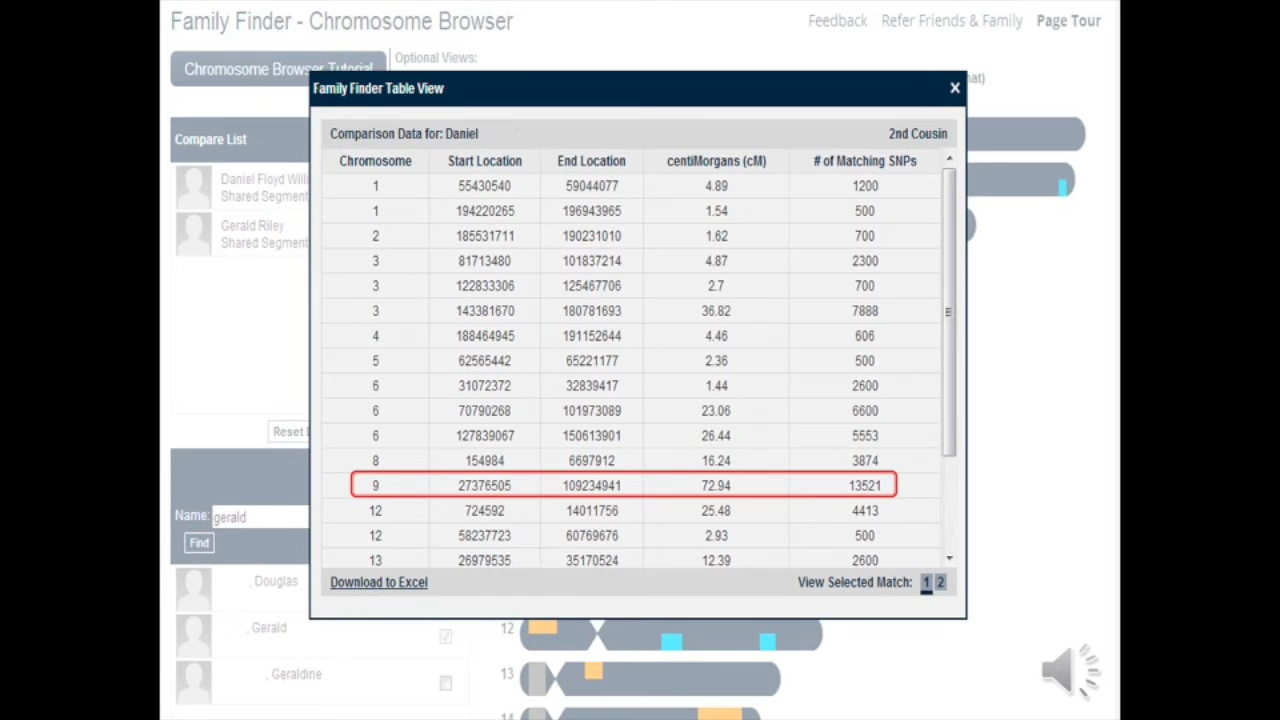 Family Finder - Chromosome Browser
Feedback Refer Friends & Family Page Tour
Chromosome Browser Tutorial
Optional Views:
Family Finder Table View X
Compare List
Comparison Data for: Daniel 2nd Cousin
Chromosome Start Location End Location centiMorgans (cM) # of Matching SNPs
Daniel Floyd Willi
Shared Segment
Gerald Riley
Shared Segment
1 55430540 59044077 4.89 1200
1 194220265 196943965 1.54 500
2 185531711 190231010 1.62 700
3 81713480 101837214 4.87 2300
3 122833306 125467706 2.7 700
3 143381670 180781693 36.82 7888
4 188464945 191152644 4.46 606
5 62565442 65221177 2.36 500
6 31072372 32839417 1.44 2600
6 70790268 101973089 23.06 6600
6 127839067 150613901 26.44 5553
8 154984 6697912 16.24 3874
9 27376505 109234941 72.94 13521
12 724592 14011756 25.48 4413
12 58237723 60769676 2.93 500
13 26979535 35170524 12.39 2600
Reset
Name: gerald
Find
Download to Excel View Selected Match: 1 2
, Douglas
, Gerald
, Geraldine
12
13
14